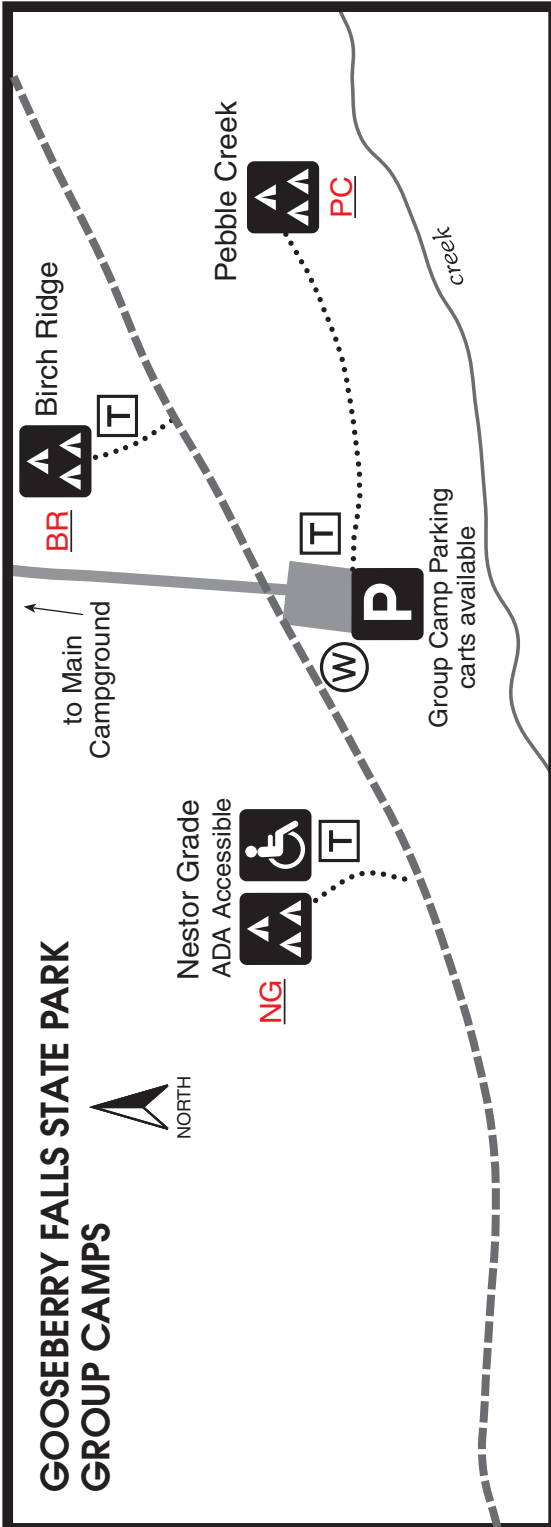 GOOSEBERRY FALLS STATE PARK
GROUP CAMPS
NORTH
Nestor Grade
ADA Accessible
NG
T
to Main
Campground
BR
Birch Ridge
T
W
P
T
Group Camp Parking
carts available
Pebble Creek
PC
creek